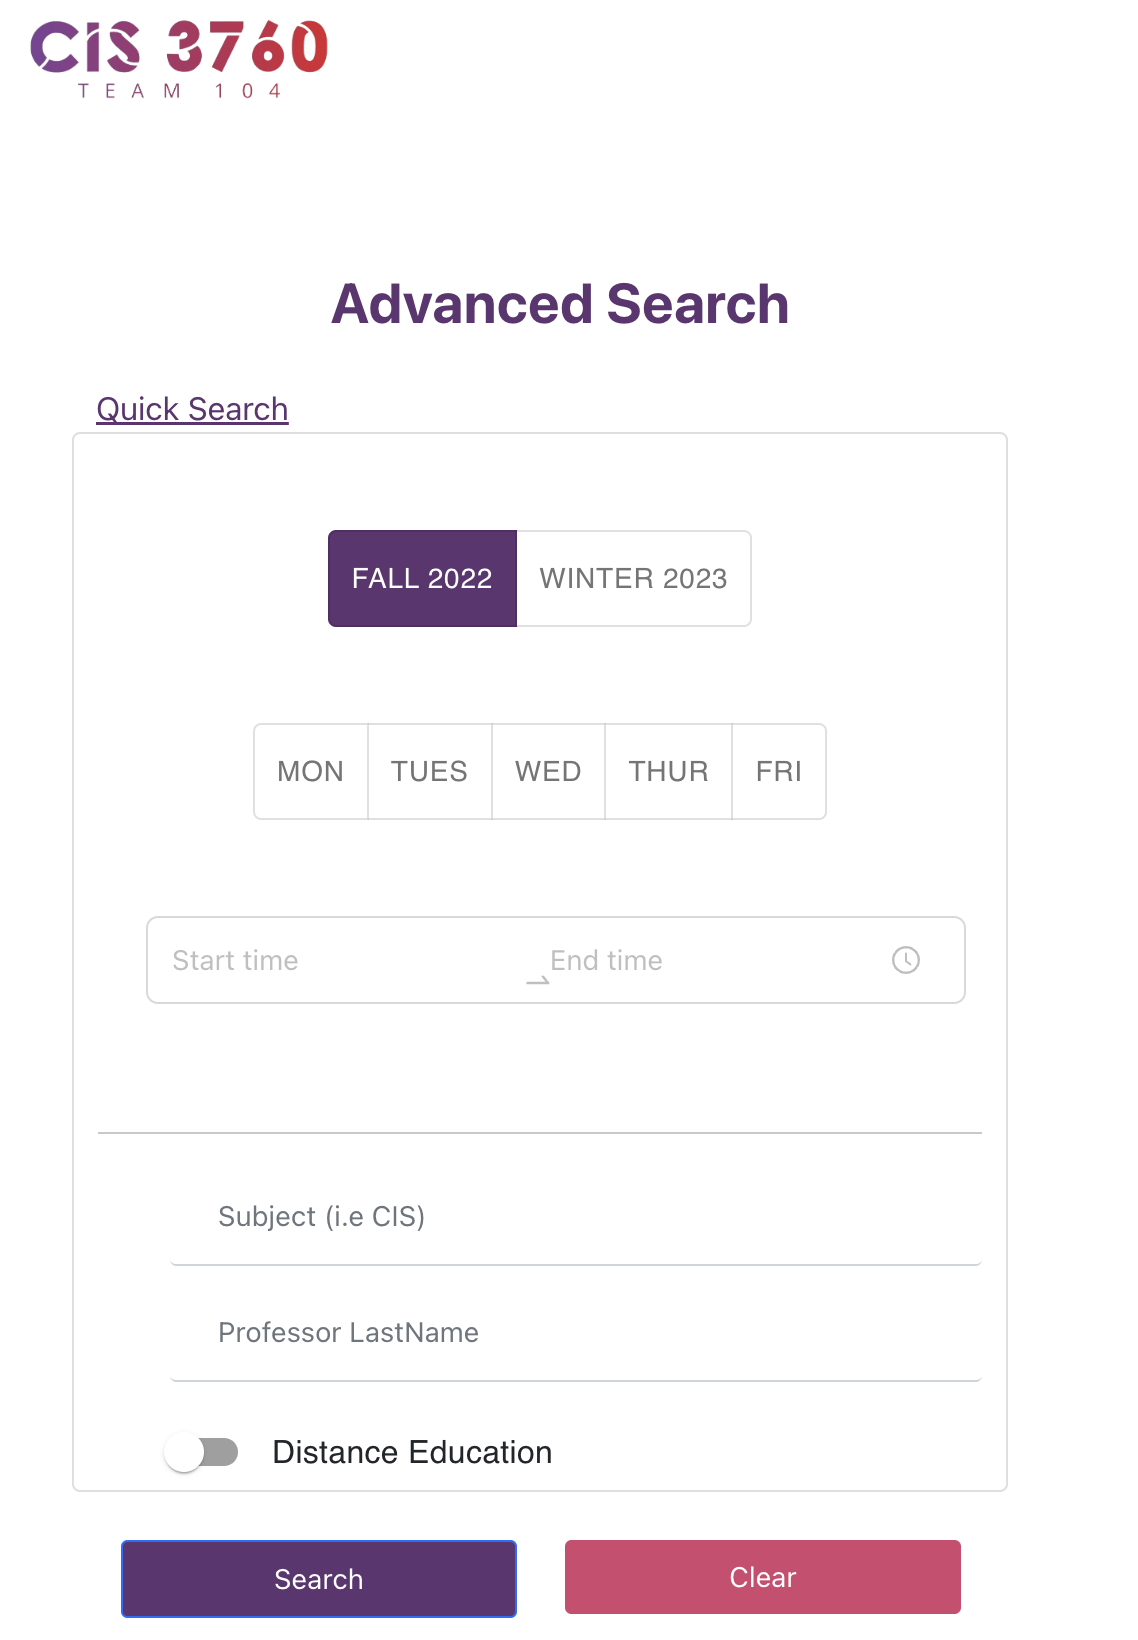 CIS 3760
TEAM 104
Advanced Search
Quick Search
FALL 2022 WINTER 2023
MON TUES WED THUR FRI
Start time End time
Subject (i.e CIS)
Professor LastName
Distance Education
Search Clear